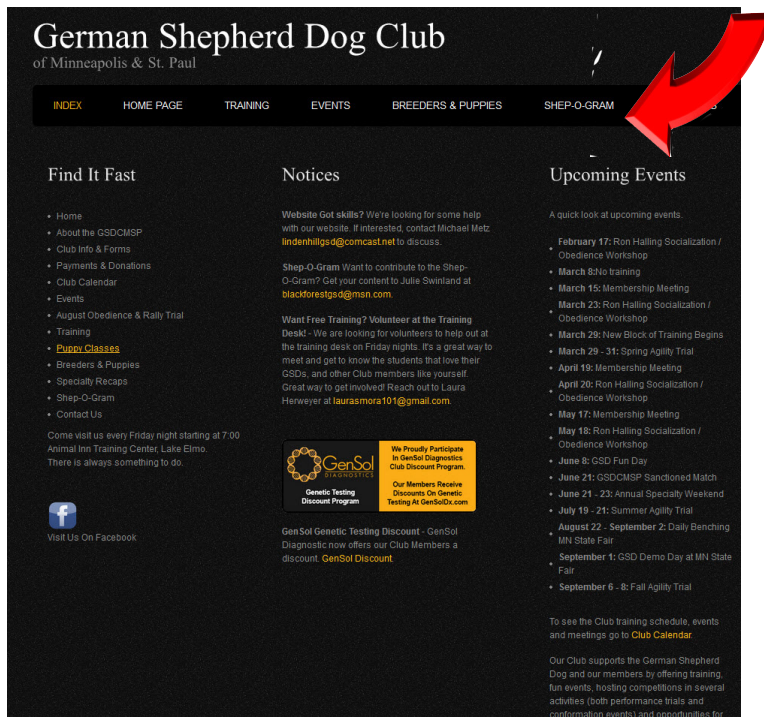 German Shepherd Dog Club
of Minneapolis & St. Paul
INDEX HOME PAGE TRAINING EVENTS BREEDERS & PUPPIES SHEP-O-GRAM
Find It Fast
• Home
• About the GSDCMSP
• Club Info & Forms
• Payments & Donations
• Club Calendar
• Events
• August Obedience & Rally Trial
• Training
• Puppy Classes
• Breeders & Puppies
• Specialty Recaps
• Shep-O-Gram
• Contact Us
Come visit us every Friday night starting at 7:00
Animal Inn Training Center, Lake Elmo.
There is always something to do.
Visit Us On Facebook
Notices
Website Got skills? We're looking for some help
with our website. If interested, contact Michael Metz
lindenhillgsd@comcast.net to discuss.
Shep-O-Gram Want to contribute to the Shep-
O-Gram? Get your content to Julie Swinland at
blackforestgsd@msn.com.
Want Free Training? Volunteer at the Training
Desk! - We are looking for volunteers to help out at
the training desk on Friday nights. It's a great way to
meet and get to know the students that love their
GSDs, and other Club members like yourself.
Great way to get involved! Reach out to Laura
Herweyer at laurasmora101@gmail.com.
GenSol
DIAGNOSTICS
Genetic Testing
Discount Program
We Proudly Participate
In GenSol Diagnostics
Club Discount Program.
Our Members Receive
Discounts On Genetic
Testing At GenSolDx.com
GenSol Genetic Testing Discount - GenSol
Diagnostic now offers our Club Members a
discount. GenSol Discount.
Upcoming Events
A quick look at upcoming events.
• February 17: Ron Halling Socialization /
Obedience Workshop
• March 8:No training
• March 15: Membership Meeting
• March 23: Ron Halling Socialization /
Obedience Workshop
• March 29: New Block of Training Begins
• March 29 - 31: Spring Agility Trial
• April 19: Membership Meeting
• April 20: Ron Halling Socialization /
Obedience Workshop
• May 17: Membership Meeting
• May 18: Ron Halling Socialization /
Obedience Workshop
• June 8: GSD Fun Day
• June 21: GSDCMSP Sanctioned Match
• June 21 - 23: Annual Specialty Weekend
• July 19 - 21: Summer Agility Trial
• August 22 - September 2: Daily Benching
MN State Fair
• September 1: GSD Demo Day at MN State
Fair
• September 6 - 8: Fall Agility Trial
To see the Club training schedule, events
and meetings go to Club Calendar.
Our Club supports the German Shepherd
Dog and our members by offering training,
fun events, hosting competitions in several
activities (both performance trials and
conformation events) and opportunities for